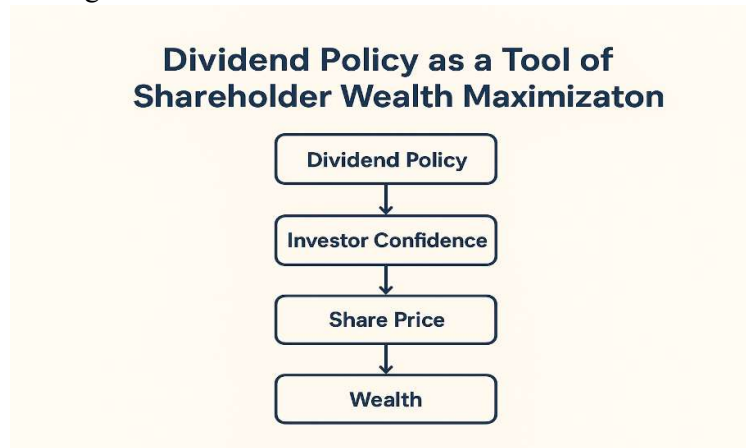 Dividend Policy as a Tool of
Shareholder Wealth Maximizaton
Dividend Policy
Investor Confidence
Share Price
Wealth